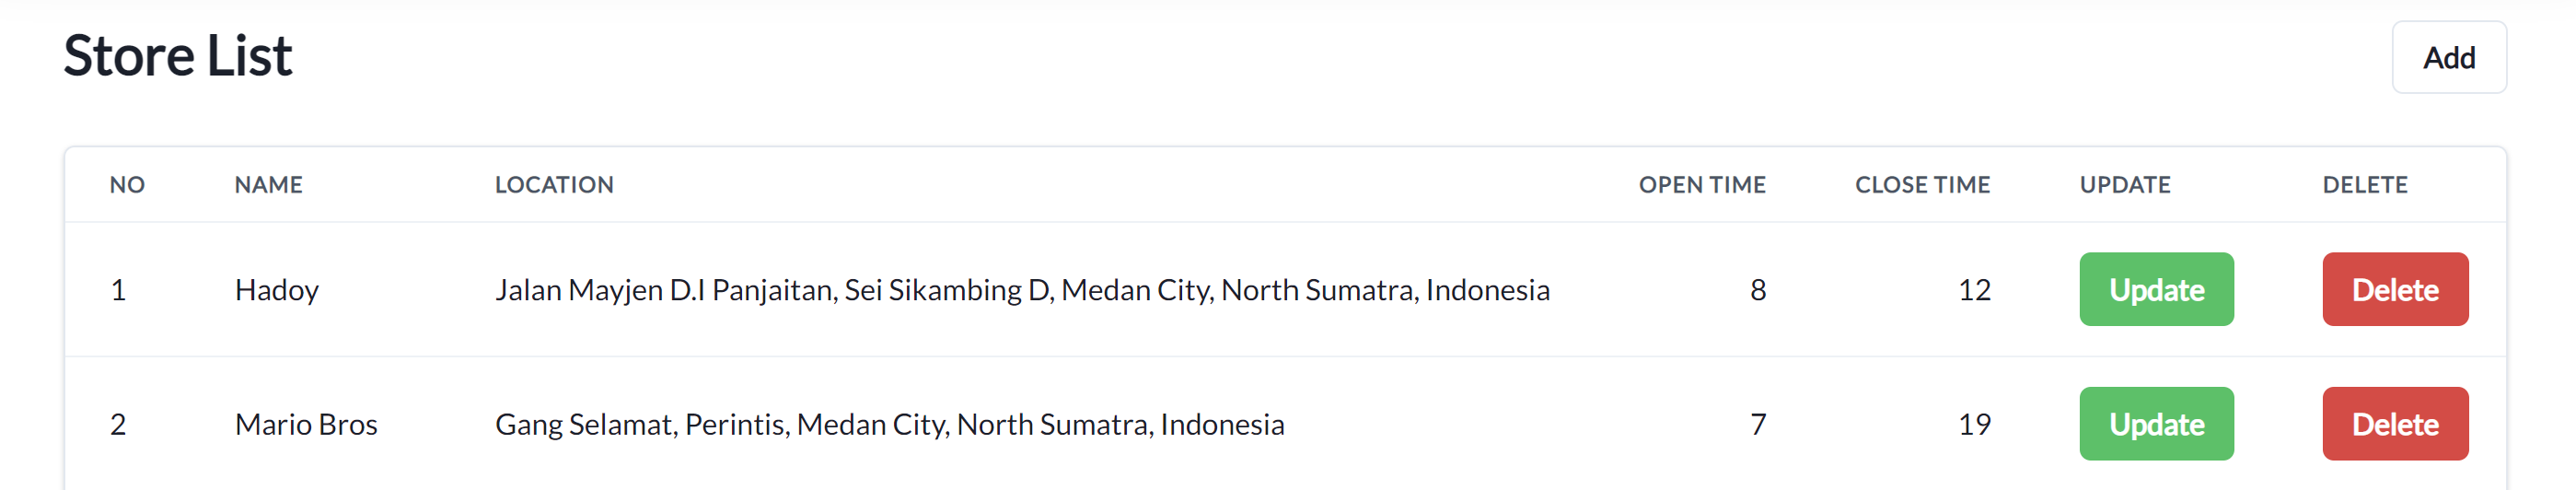 Store List Add
NO NAME LOCATION OPEN TIME CLOSE TIME UPDATE DELETE
1 Hadoy Jalan Mayjen D.I Panjaitan, Sei Sikambing D, Medan City, North Sumatra, Indonesia 8 12 Update Delete
2 Mario Bros Gang Selamat, Perintis, Medan City, North Sumatra, Indonesia 7 19 Update Delete